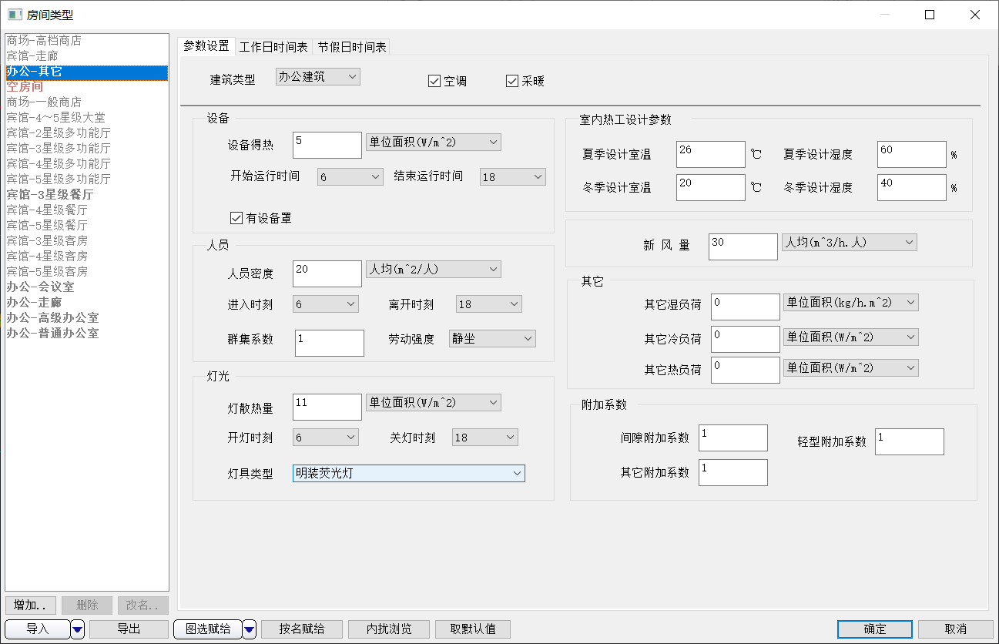 房间类型
商场-高档商店
宾馆-走廊
办公-其它
空房间
商场-一般商店
宾馆-4～5星级大堂
宾馆-2星级多功能厅
宾馆-3星级多功能厅
宾馆-4星级多功能厅
宾馆-5星级多功能厅
宾馆-3星级餐厅
宾馆-4星级餐厅
宾馆-5星级餐厅
宾馆-3星级客房
宾馆-4星级客房
宾馆-5星级客房
办公-会议室
办公-走廊
办公-高级办公室
办公-普通办公室
增加.. 删除 改名..
参数设置 工作日时间表 节假日时间表
建筑类型 办公建筑 空调 采暖
设备
设备得热 5 单位面积(W/m^2)
开始运行时间 6 结束运行时间 18
有设备罩
人员
人员密度 20 人均(m^2/人)
进入时刻 6 离开时刻 18
群集系数 1 劳动强度 静坐
灯光
灯散热量 11 单位面积(W/m^2)
开灯时刻 6 关灯时刻 18
灯具类型 明装荧光灯
室内热工设计参数
夏季设计室温 26 ℃ 夏季设计湿度 60 %
冬季设计室温 20 ℃ 冬季设计湿度 40 %
新 风 量 30 人均(m^3/h.人)
其它
其它湿负荷 0 单位面积(kg/h.m^2)
其它冷负荷 0 单位面积(W/m^2)
其它热负荷 0 单位面积(W/m^2)
附加系数
间隙附加系数 1 轻型附加系数 1
其它附加系数 1
导入 导出 图选赋给 按名赋给 内扰浏览 取默认值 确定 取消